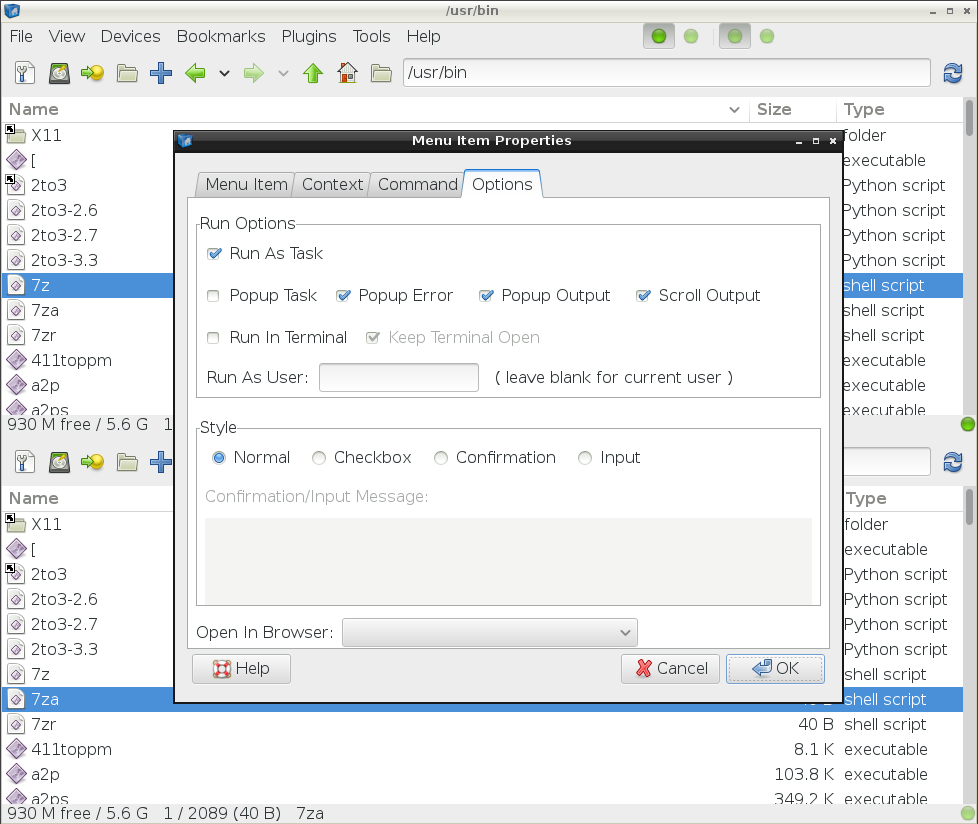 /usr/bin
File View Devices Bookmarks Plugins Tools Help
/usr/bin
Name Size Type
X11 folder
[ executable
2to3 Python script
2to3-2.6 Python script
2to3-2.7 Python script
2to3-3.3 Python script
7z shell script
7za shell script
7zr shell script
411toppm executable
a2p executable
a2ps executable
930 M free / 5.6 G 1
Menu Item Properties
Menu Item Context Command Options
Run Options
Run As Task
Popup Task Popup Error Popup Output Scroll Output
Run In Terminal Keep Terminal Open
Run As User: ( leave blank for current user )
Style
Normal Checkbox Confirmation Input
Confirmation/Input Message:
Open In Browser:
Help Cancel OK
Name Type
X11 folder
[ executable
2to3 Python script
2to3-2.6 Python script
2to3-2.7 Python script
2to3-3.3 Python script
7z shell script
7za shell script
7zr 40 B shell script
411toppm 8.1 K executable
a2p 103.8 K executable
a2ps 349.2 K executable
930 M free / 5.6 G 1 / 2089 (40 B) 7za